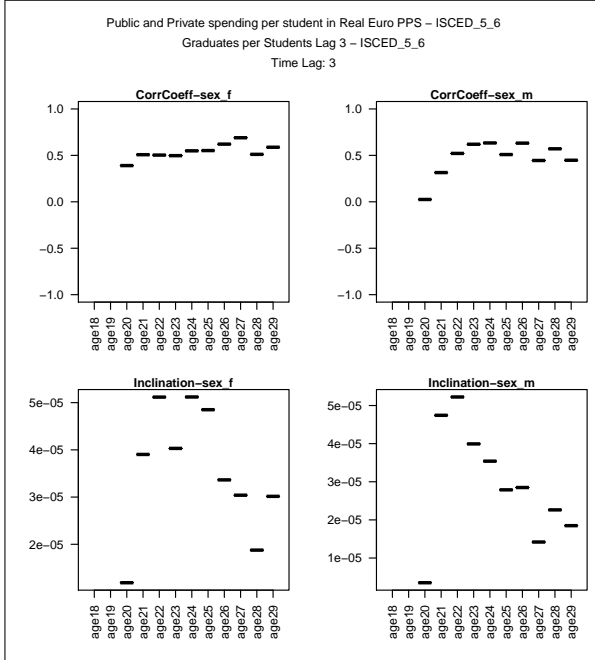 Public and Private spending per student in Real Euro PPS − ISCED_5_6
Graduates per Students Lag 3 − ISCED_5_6
Time Lag: 3
CorrCoeff−sex_f
1.0
0.5
0.0
−0.5
−1.0
age18
age20
age21
age22
age23
age24
age25
age26
age27
age28
age29
CorrCoeff−sex_m
1.0
0.5
0.0
−0.5
−1.0
age18
age19
age20
age21
age22
age23
age24
age25
age26
age27
age28
age29
Inclination−sex_f
5e−05
4e−05
3e−05
2e−05
age18
age19
age20
age21
age22
age23
age24
age25
age26
age27
age28
age29
Inclination−sex_m
5e−05
4e−05
3e−05
2e−05
1e−05
age18
age19
age20
age21
age22
age23
age24
age25
age26
age27
age28
age29